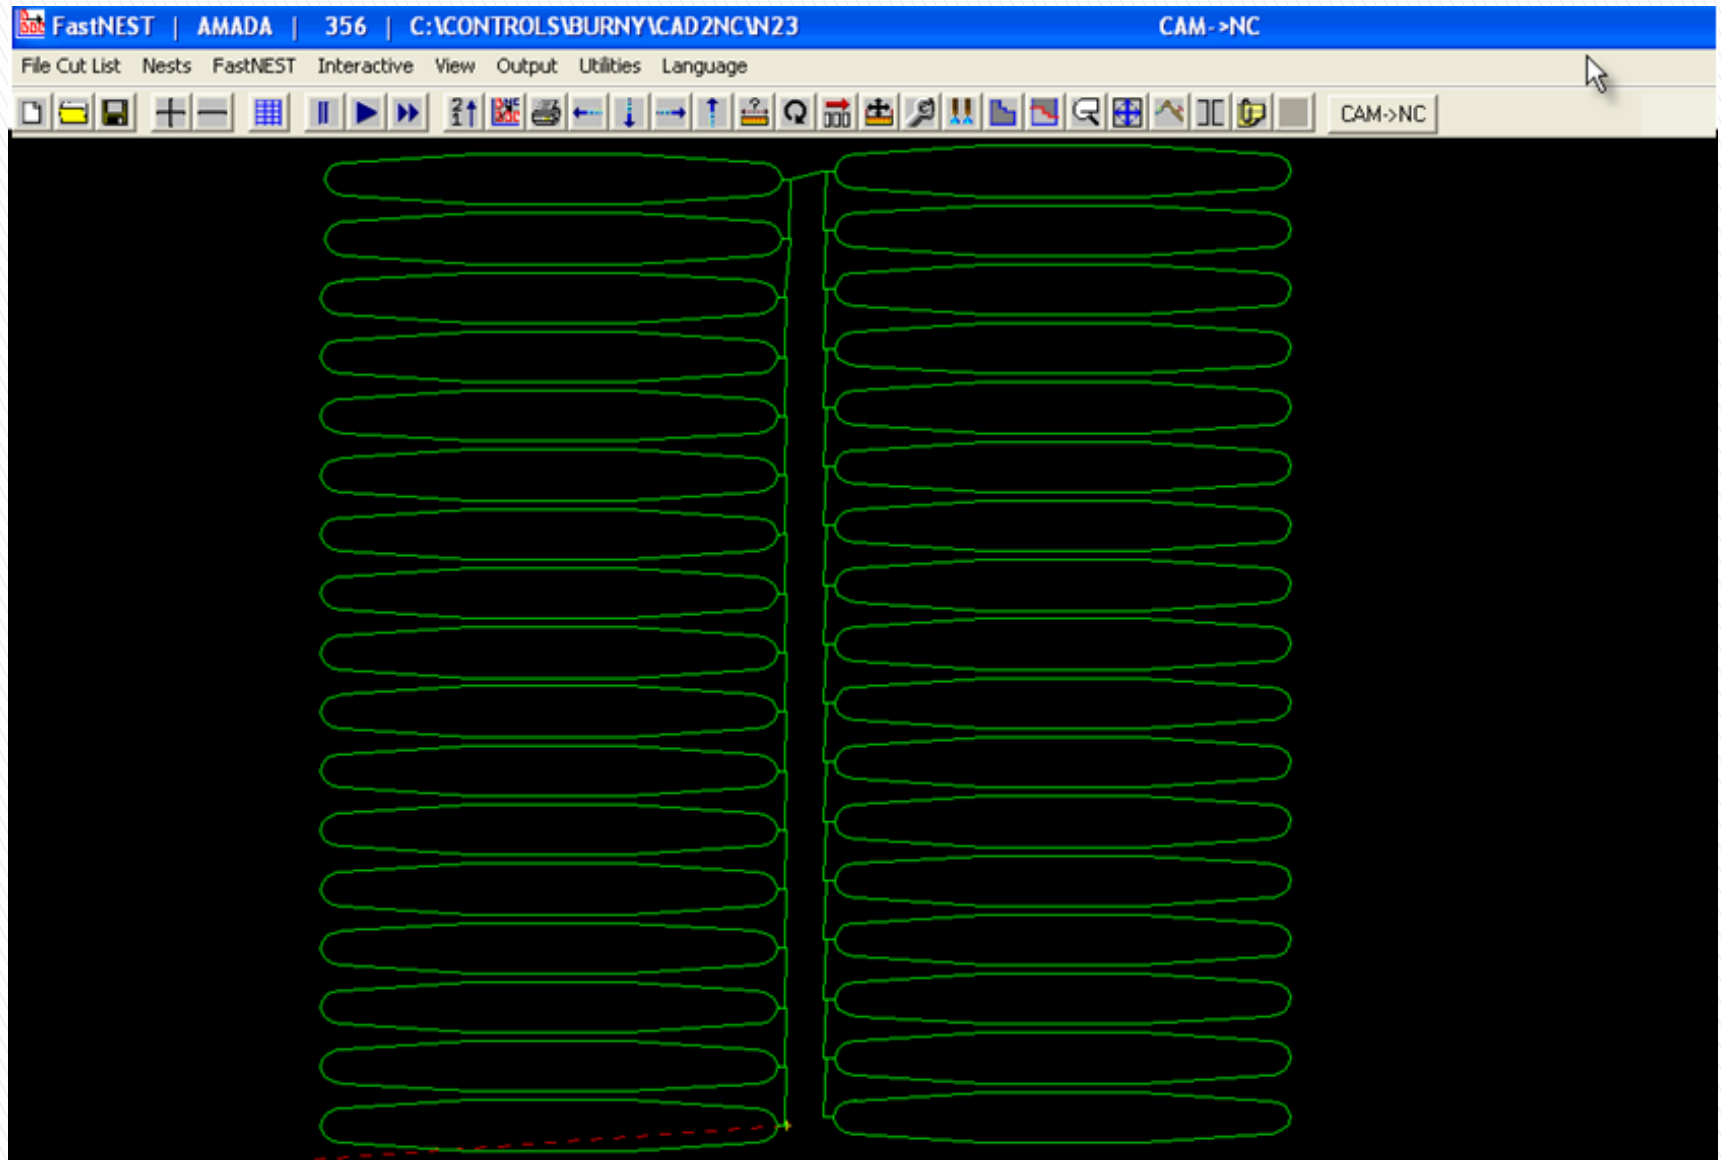 FastNEST | AMADA | 356 | C:\CONTROLS\BURNY\CAD2NC\N23 CAM->NC
File Cut List Nests FastNEST Interactive View Output Utilities Language
CAM->NC